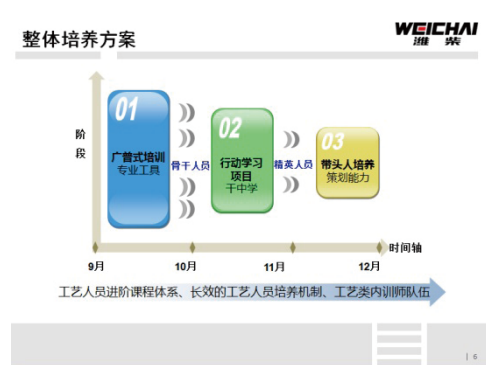 整体培养方案
WEICHAI
潍柴
阶
段
01
广普式培训
专业工具
骨干人员
02
行动学习
项目
干中学
精英人员
03
带头人培养
策划能力
时间轴
9月
10月
11月
12月
工艺人员进阶课程体系、长效的工艺人员培养机制、工艺类内训师队伍
| 6